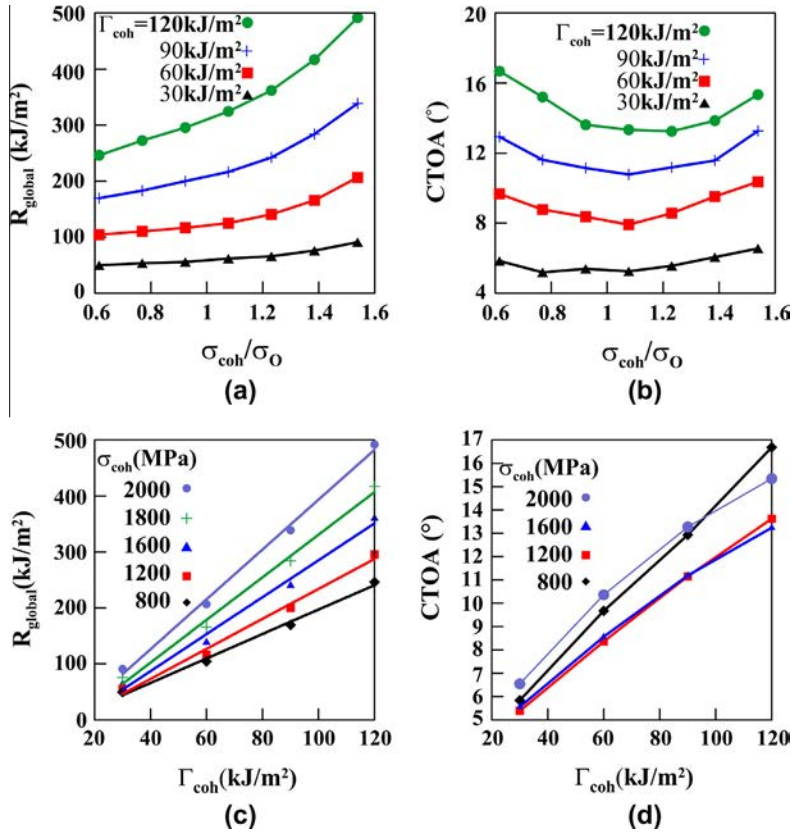 Γcoh=120kJ/m²
90kJ/m²
60kJ/m²
30kJ/m²
500
400
300
200
100
0
Rglobal (kJ/m²)
0.6 0.8 1 1.2 1.4 1.6
σcoh/σO
(a)
Γcoh=120kJ/m²
90kJ/m²
60kJ/m²
30kJ/m²
20
16
12
8
4
CTOA (°)
0.6 0.8 1 1.2 1.4 1.6
σcoh/σO
(b)
σcoh(MPa)
2000
1800
1600
1200
800
500
400
300
200
100
0
Rglobal(kJ/m²)
20 40 60 80 100 120
Γcoh(kJ/m²)
(c)
σcoh(MPa)
2000
1600
1200
800
17
16
15
14
13
12
11
10
9
8
7
6
5
CTOA (°)
20 40 60 80 100 120
Γcoh(kJ/m²)
(d)